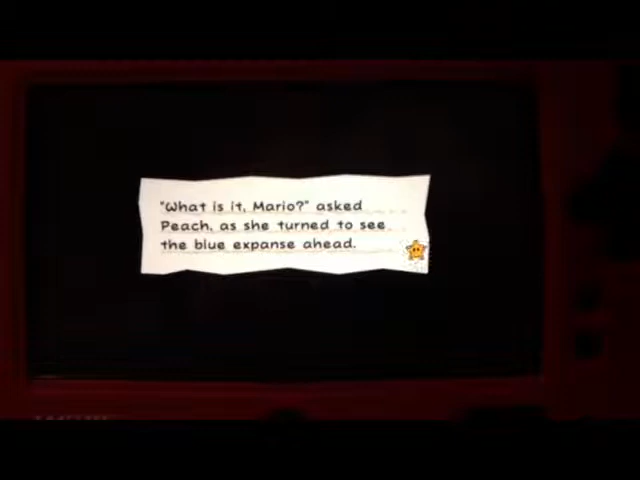 "What is it, Mario?" asked
Peach, as she turned to see
the blue expanse ahead.